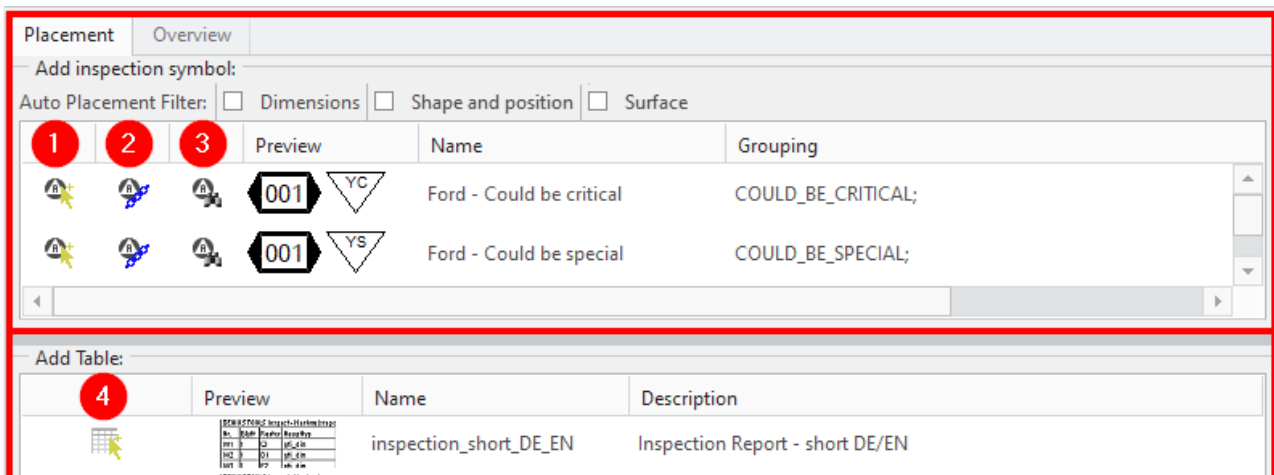 Placement Overview
Add inspection symbol:
Auto Placement Filter: Dimensions Shape and position Surface
1 2 3 Preview Name Grouping
001 YC Ford - Could be critical COULD_BE_CRITICAL;
001 YS Ford - Could be special COULD_BE_SPECIAL;
Add Table:
4 Preview Name Description
inspection_short_DE_EN Inspection Report - short DE/EN